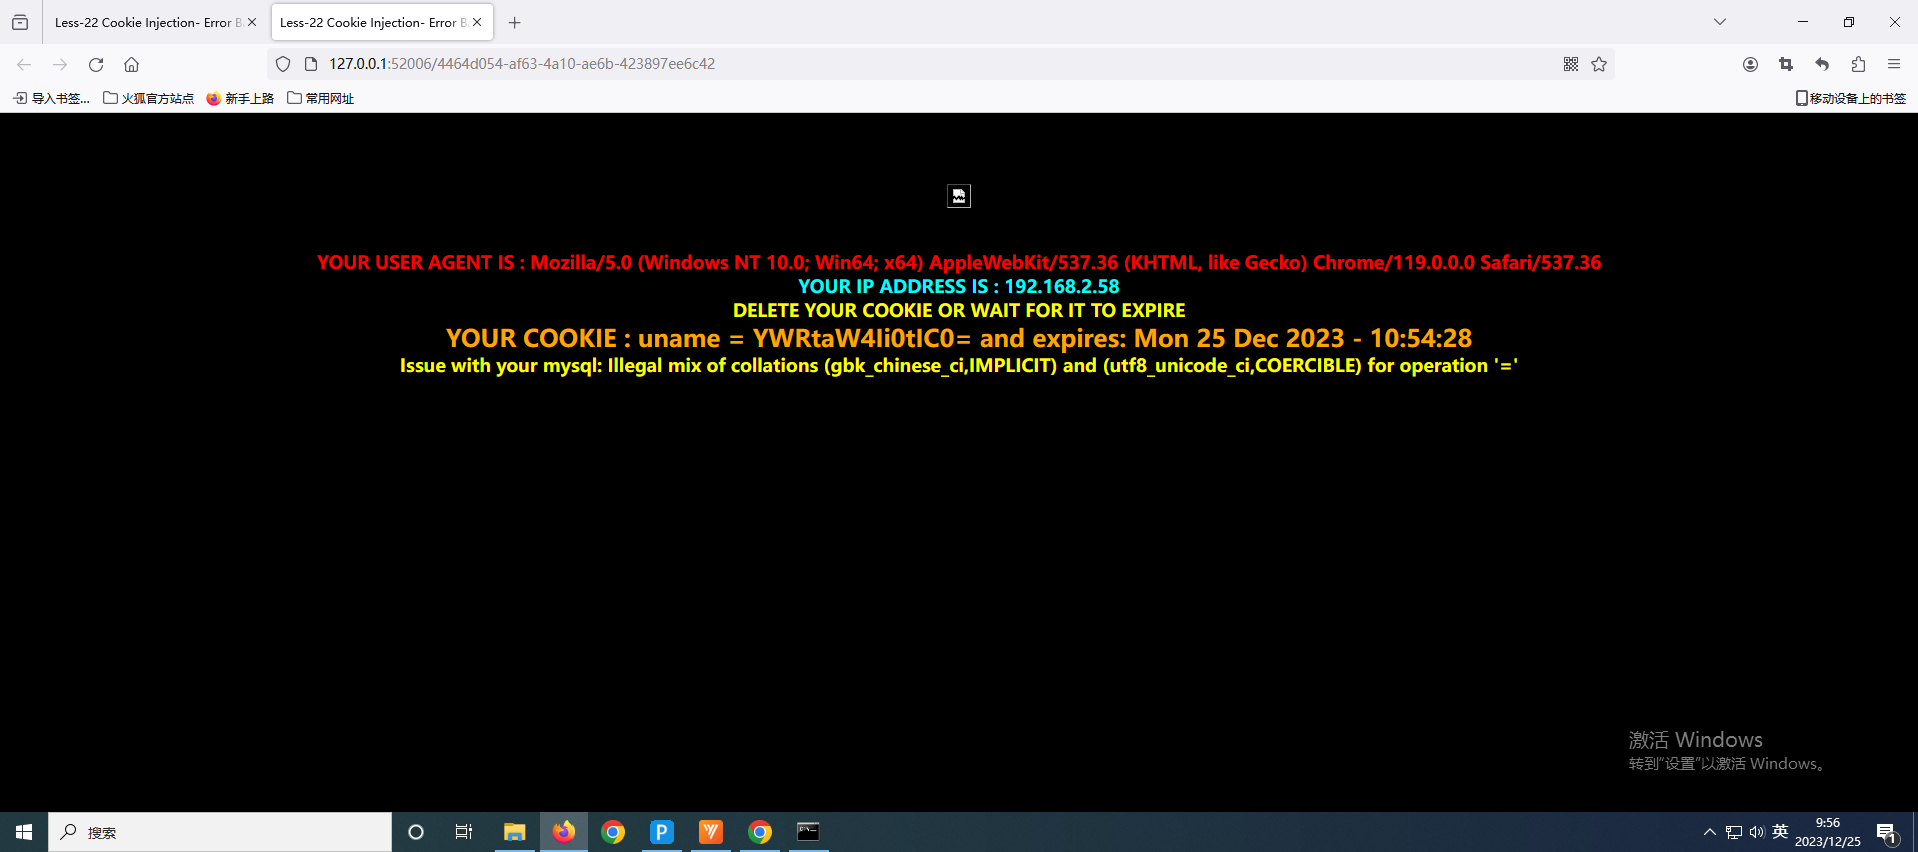 Less-22 Cookie Injection- Error B
Less-22 Cookie Injection- Error B
127.0.0.1:52006/4464d054-af63-4a10-ae6b-423897ee6c42
导入书签... 火狐官方站点 新手上路 常用网址 移动设备上的书签
YOUR USER AGENT IS : Mozilla/5.0 (Windows NT 10.0; Win64; x64) AppleWebKit/537.36 (KHTML, like Gecko) Chrome/119.0.0.0 Safari/537.36
YOUR IP ADDRESS IS : 192.168.2.58
DELETE YOUR COOKIE OR WAIT FOR IT TO EXPIRE
YOUR COOKIE : uname = YWRtaW4Ii0tIC0= and expires: Mon 25 Dec 2023 - 10:54:28
Issue with your mysql: Illegal mix of collations (gbk_chinese_ci,IMPLICIT) and (utf8_unicode_ci,COERCIBLE) for operation '='
激活 Windows
转到"设置"以激活 Windows。
搜索
P
英
9:56
2023/12/25
1